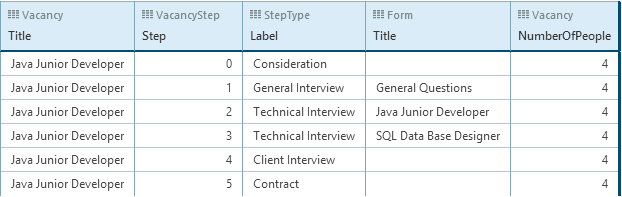 Vacancy VacancyStep StepType Form Vacancy
Title Step Label Title NumberOfPeople
Java Junior Developer 0 Consideration 4
Java Junior Developer 1 General Interview General Questions 4
Java Junior Developer 2 Technical Interview Java Junior Developer 4
Java Junior Developer 3 Technical Interview SQL Data Base Designer 4
Java Junior Developer 4 Client Interview 4
Java Junior Developer 5 Contract 4